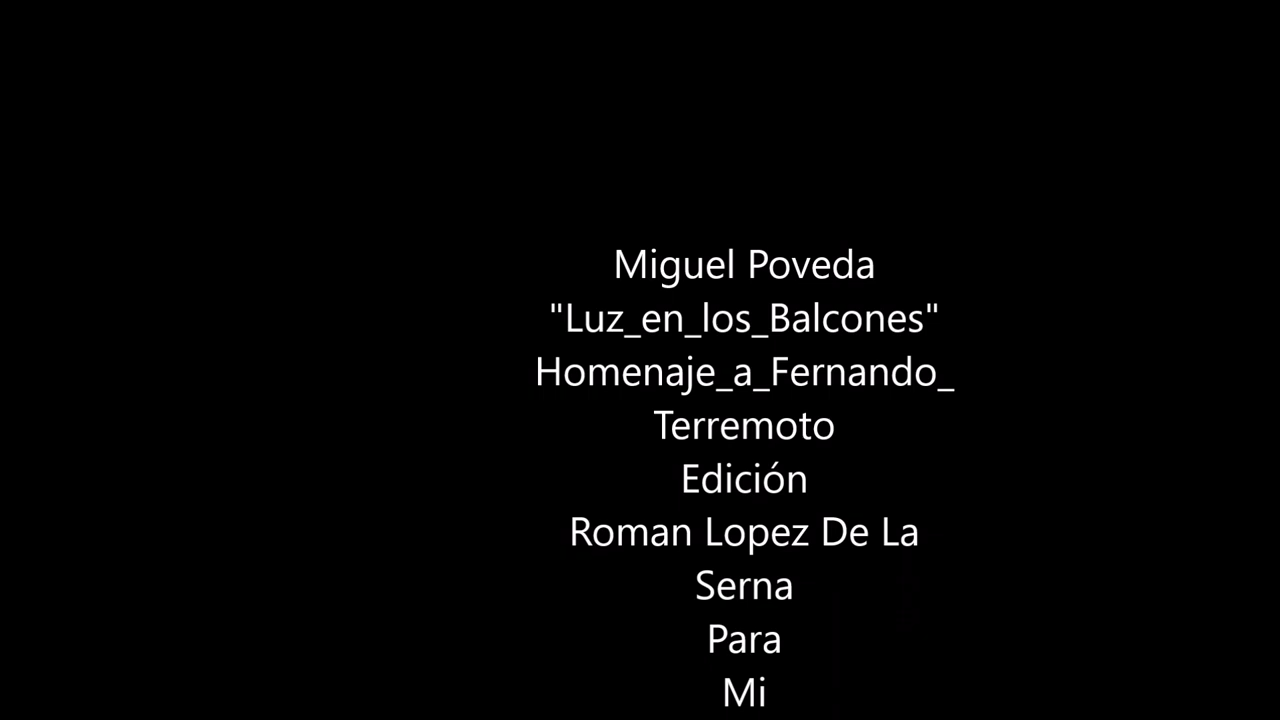 Miguel Poveda
"Luz_en_los_Balcones"
Homenaje_a_Fernando_
Terremoto
Edición
Roman Lopez De La
Serna
Para
Mi